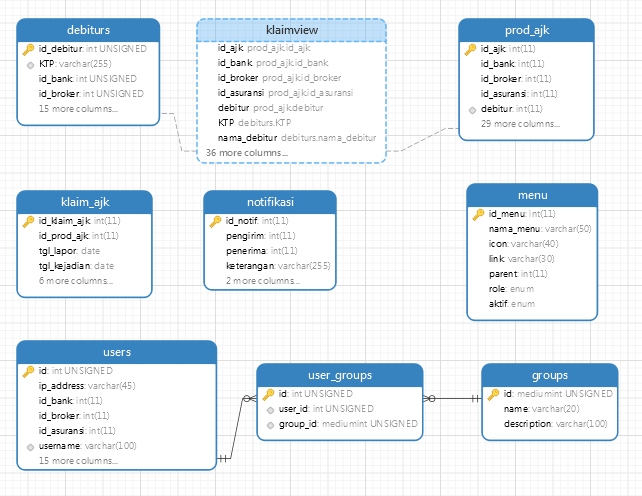 debiturs
id_debitur: int UNSIGNED
KTP: varchar(255)
id_bank: int UNSIGNED
id_broker: int UNSIGNED
15 more columns...
klaimview
id_ajk prod_ajk.id_ajk
id_bank prod_ajk.id_bank
id_broker prod_ajk.id_broker
id_asuransi prod_ajk.id_asuransi
debitur prod_ajk.debitur
KTP debiturs.KTP
nama_debitur debiturs.nama_debitur
36 more columns...
prod_ajk
id_ajk: int(11)
id_bank: int(11)
id_broker: int(11)
id_asuransi: int(11)
debitur: int(11)
29 more columns...
klaim_ajk
id_klaim_ajk: int(11)
id_prod_ajk: int(11)
tgl_lapor: date
tgl_kejadian: date
6 more columns...
notifikasi
id_notif: int(11)
pengirim: int(11)
penerima: int(11)
keterangan: varchar(255)
2 more columns...
menu
id_menu: int(11)
nama_menu: varchar(50)
icon: varchar(40)
link: varchar(30)
parent: int(11)
role: enum
aktif: enum
users
id: int UNSIGNED
ip_address: varchar(45)
id_bank: int(11)
id_broker: int(11)
id_asuransi: int(11)
username: varchar(100)
15 more columns...
user_groups
id: int UNSIGNED
user_id: int UNSIGNED
group_id: mediumint UNSIGNED
groups
id: mediumint UNSIGNED
name: varchar(20)
description: varchar(100)